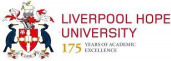 LIVERPOOL HOPE
UNIVERSITY
175 YEARS OF ACADEMIC
EXCELLENCE